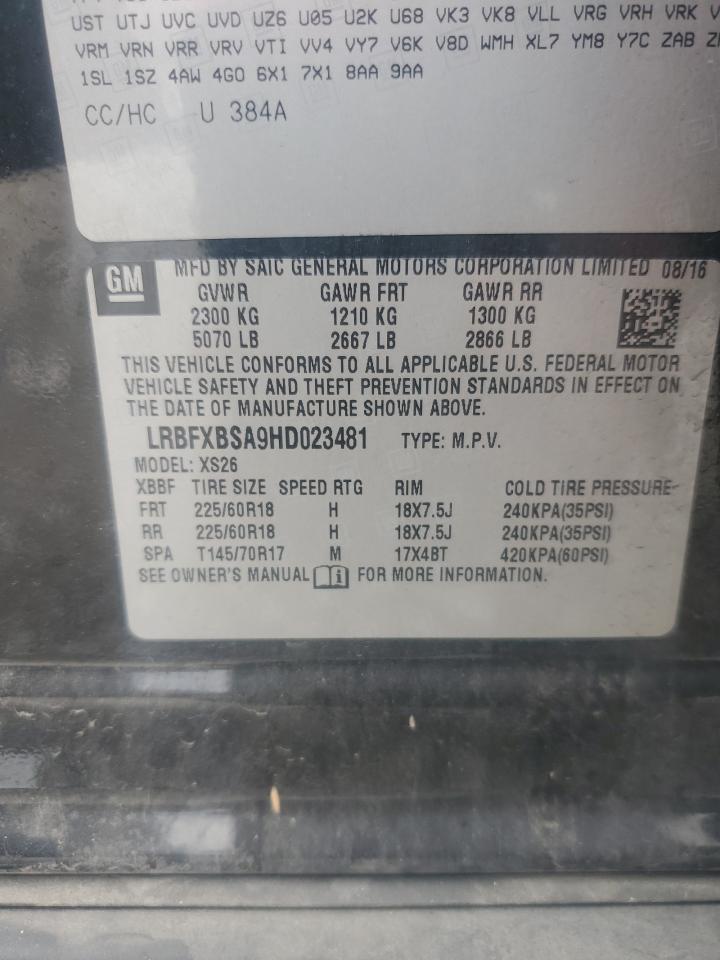 UST UTJ UVC UVD UZ6 U05 U2K U68 VK3 VK8 VLL VRG VRH VRK
VRM VRN VRR VRV VTI VV4 VY7 V6K V8D WMH XL7 YM8 Y7C ZAB
1SL 1SZ 4AW 4G0 6X1 7X1 8AA 9AA
CC/HC U 384A
GM
MFD BY SAIC GENERAL MOTORS CORPORATION LIMITED 08/16
GVWR GAWR FRT GAWR RR
2300 KG 1210 KG 1300 KG
5070 LB 2667 LB 2866 LB
THIS VEHICLE CONFORMS TO ALL APPLICABLE U.S. FEDERAL MOTOR
VEHICLE SAFETY AND THEFT PREVENTION STANDARDS IN EFFECT ON
THE DATE OF MANUFACTURE SHOWN ABOVE.
LRBFXBSA9HD023481 TYPE: M.P.V.
MODEL: XS26
XBBF TIRE SIZE SPEED RTG RIM COLD TIRE PRESSURE
FRT 225/60R18 H 18X7.5J 240KPA(35PSI)
RR 225/60R18 H 18X7.5J 240KPA(35PSI)
SPA T145/70R17 M 17X4BT 420KPA(60PSI)
SEE OWNER'S MANUAL i FOR MORE INFORMATION.